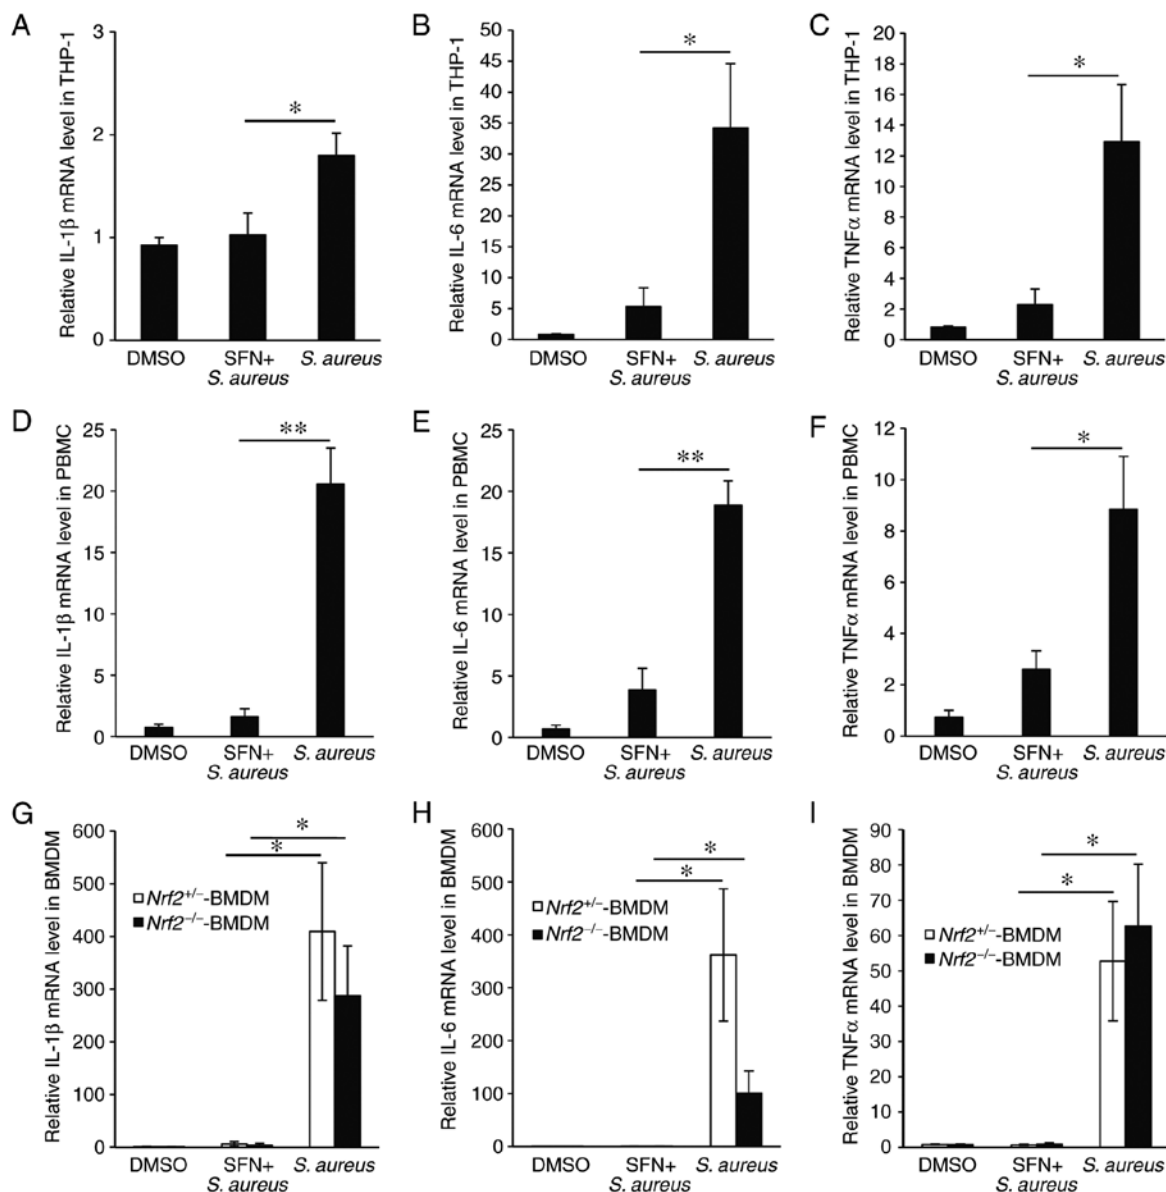 A
Relative IL-1β mRNA level in THP-1
3
2
1
0
*
DMSO
SFN+
S. aureus
S. aureus
B
Relative IL-6 mRNA level in THP-1
50
45
40
35
30
25
20
15
10
5
0
*
DMSO
SFN+
S. aureus
S. aureus
C
Relative TNFα mRNA level in THP-1
20
18
16
14
12
10
8
6
4
2
0
*
DMSO
SFN+
S. aureus
S. aureus
D
Relative IL-1β mRNA level in PBMC
25
20
15
10
5
0
**
DMSO
SFN+
S. aureus
S. aureus
E
Relative IL-6 mRNA level in PBMC
25
20
15
10
5
0
**
DMSO
SFN+
S. aureus
S. aureus
F
Relative TNFα mRNA level in PBMC
12
10
8
6
4
2
0
*
DMSO
SFN+
S. aureus
S. aureus
G
Relative IL-1β mRNA level in BMDM
600
500
400
300
200
100
0
*
*
Nrf2+/−-BMDM
Nrf2−/−-BMDM
DMSO
SFN+
S. aureus
S. aureus
H
Relative IL-6 mRNA level in BMDM
600
500
400
300
200
100
0
*
*
Nrf2+/−-BMDM
Nrf2−/−-BMDM
DMSO
SFN+
S. aureus
S. aureus
I
Relative TNFα mRNA level in BMDM
90
80
70
60
50
40
30
20
10
0
*
*
Nrf2+/−-BMDM
Nrf2−/−-BMDM
DMSO
SFN+
S. aureus
S. aureus